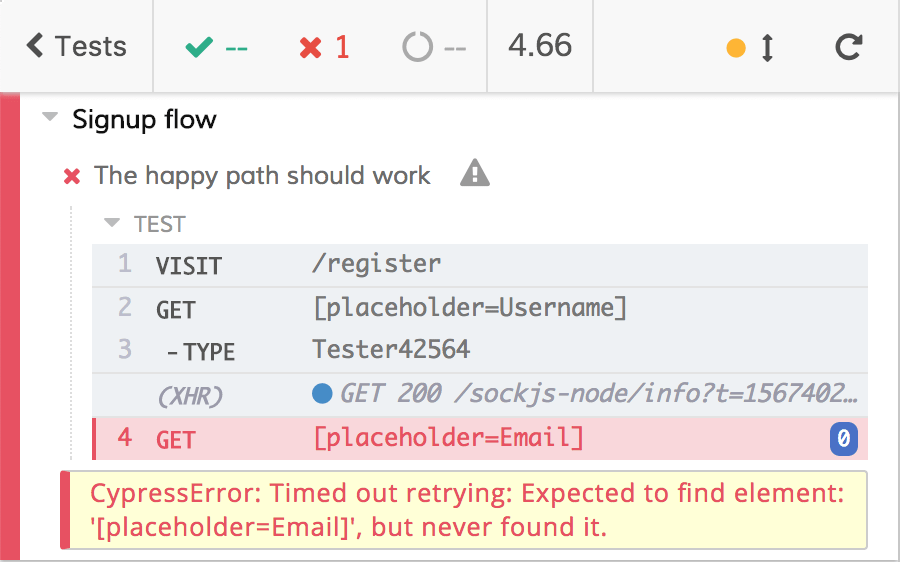 Tests -- 1 -- 4.66
Signup flow
The happy path should work
TEST
1 VISIT /register
2 GET [placeholder=Username]
3 -TYPE Tester42564
(XHR) GET 200 /sockjs-node/info?t=1567402…
4 GET [placeholder=Email] 0
CypressError: Timed out retrying: Expected to find element:
'[placeholder=Email]', but never found it.